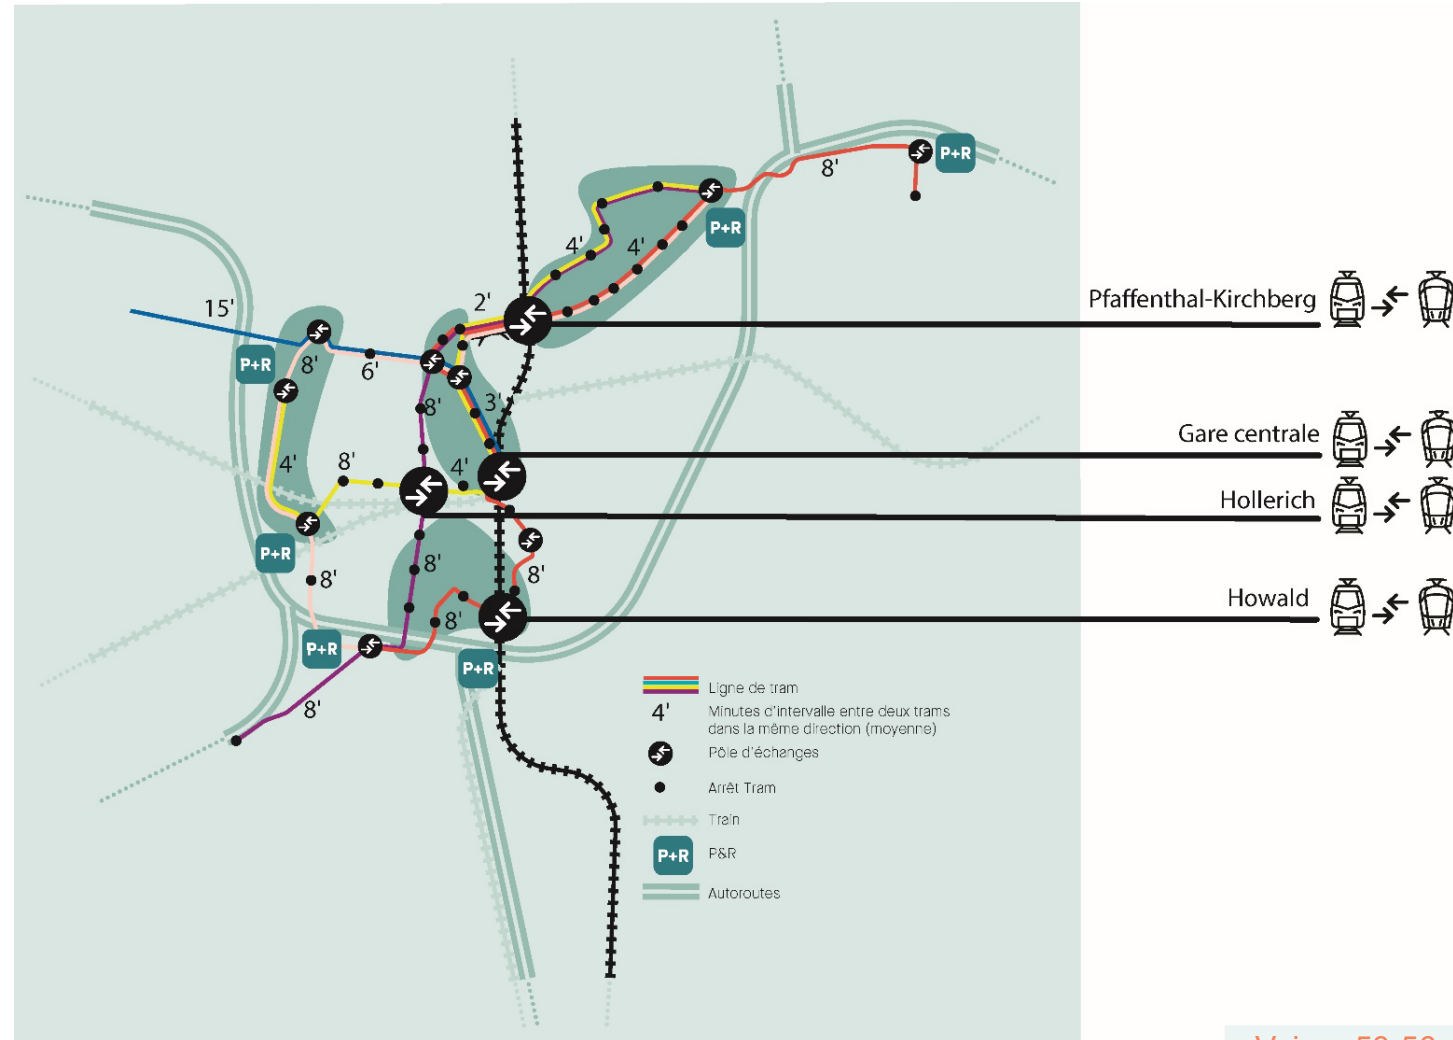 8'
P+R
P+R
4'
4'
2'
15'
Pfaffenthal-Kirchberg
P+R
8'
6'
8'
3'
Gare centrale
4'
8'
4'
Hollerich
P+R
8'
8'
8'
Howald
8'
P+R
P+R
8'
Ligne de tram
4'
Minutes d'intervalle entre deux trams
dans la même direction (moyenne)
Pôle d'échanges
Arrêt Tram
Train
P+R
P&R
Autoroutes